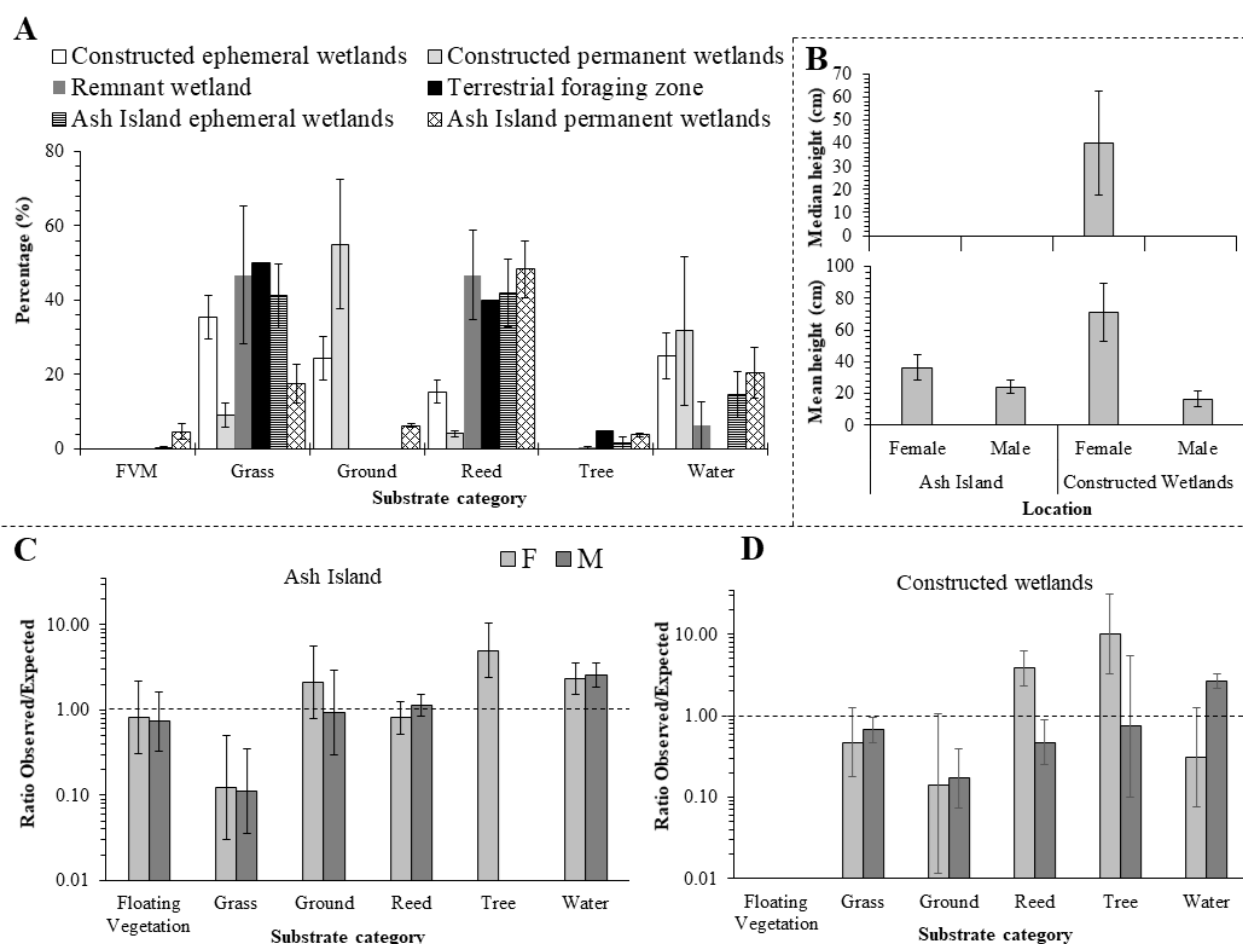 A
Constructed ephemeral wetlands
Constructed permanent wetlands
Remnant wetland
Terrestrial foraging zone
Ash Island ephemeral wetlands
Ash Island permanent wetlands
Percentage (%)
80
60
40
20
0
FVM Grass Ground Reed Tree Water
Substrate category
B
Median height (cm)
70
60
50
40
30
20
10
0
Mean height (cm)
100
80
60
40
20
0
Female Male Female Male
Ash Island Constructed Wetlands
Location
C
F M
Ash Island
Ratio Observed/Expected
10.00
1.00
0.10
0.01
Floating Vegetation Grass Ground Reed Tree Water
Substrate category
D
Constructed wetlands
Ratio Observed/Expected
10.00
1.00
0.10
0.01
Floating Vegetation Grass Ground Reed Tree Water
Substrate category